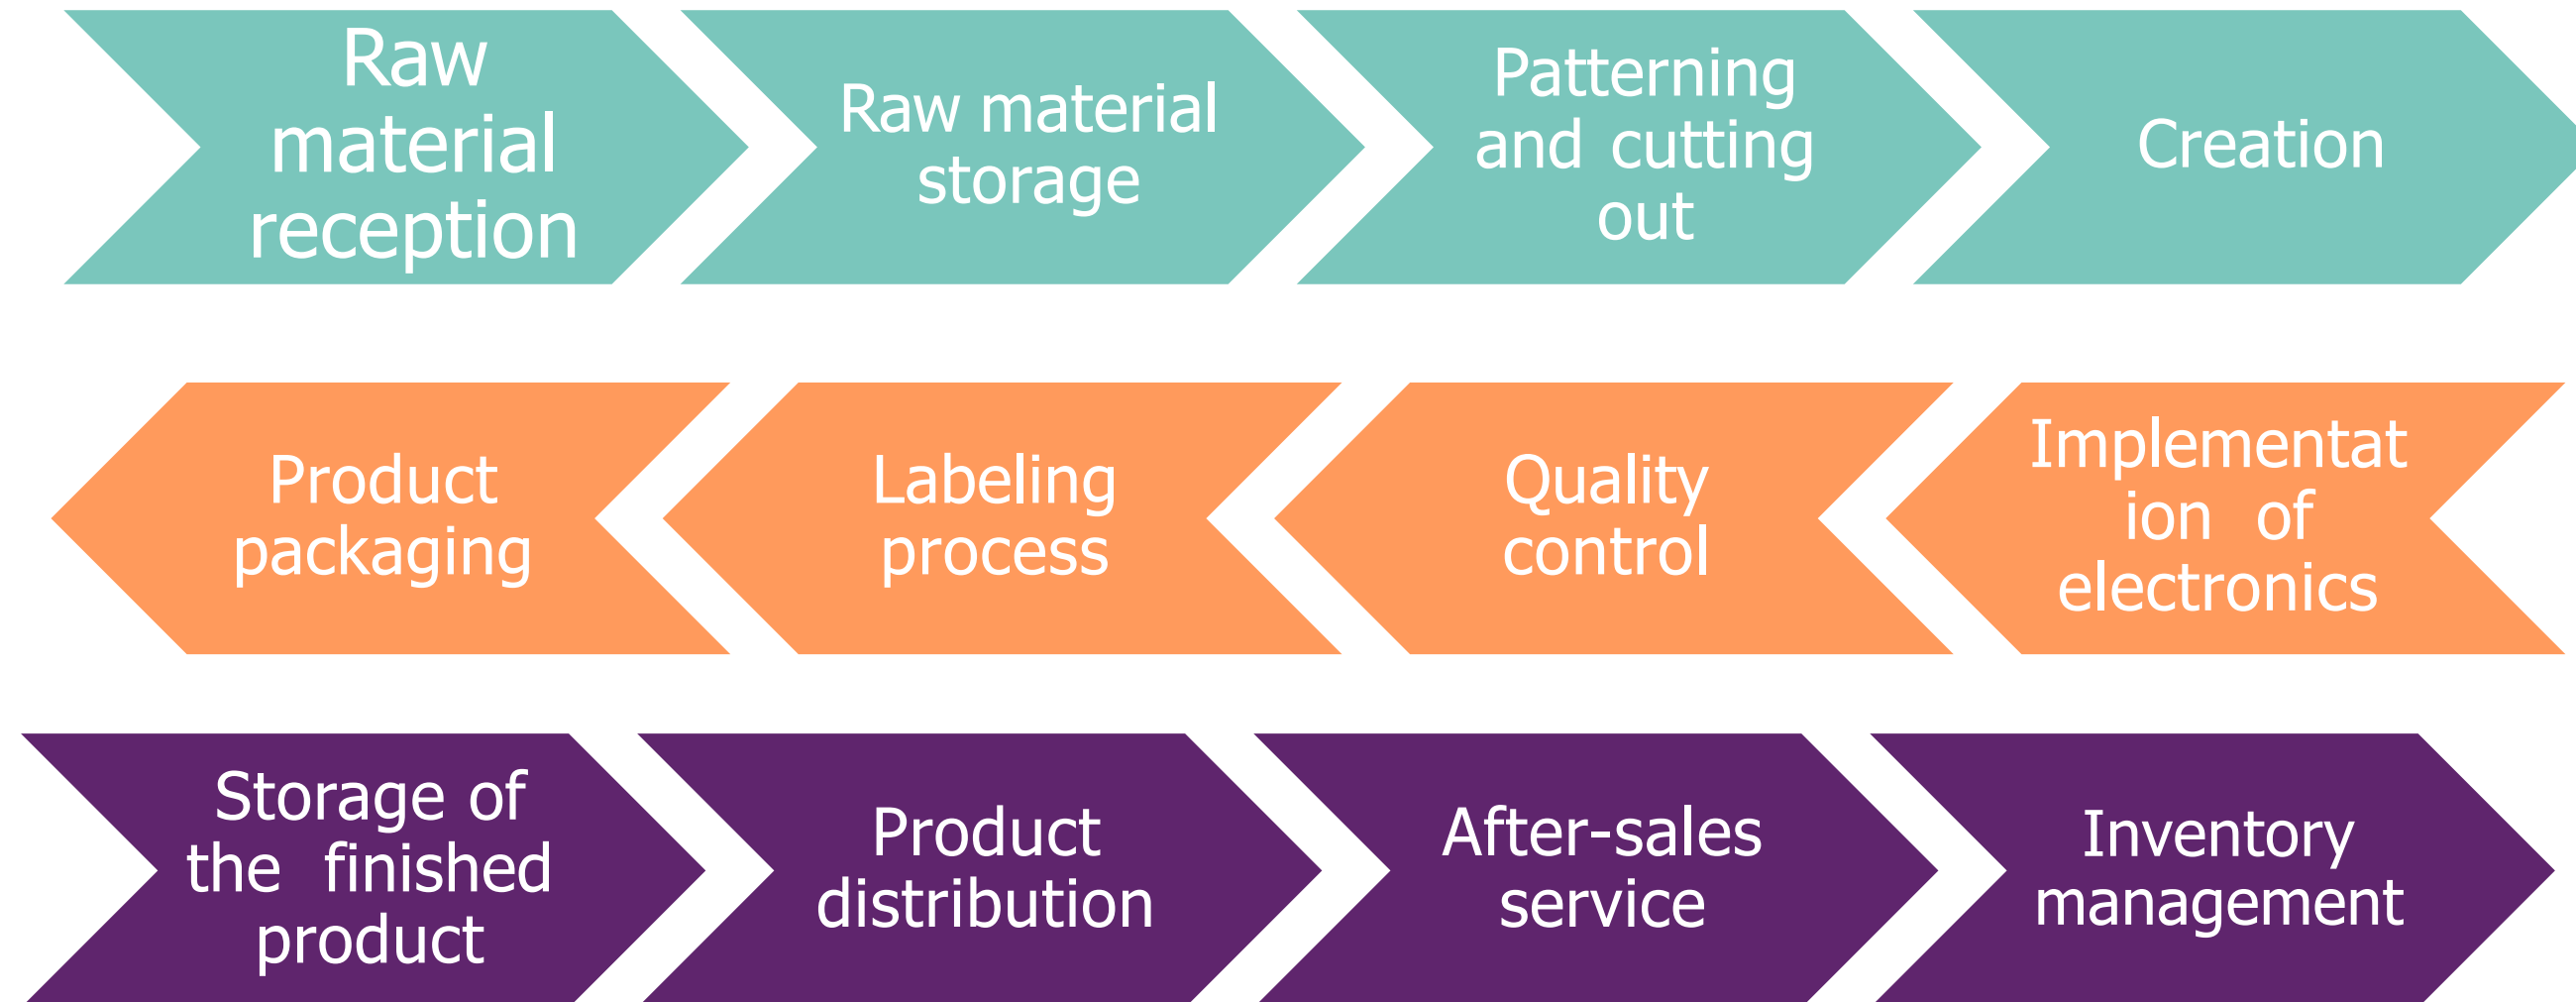 Raw
material
reception
Raw material
storage
Patterning
and cutting
out
Creation
Implementat
ion of
electronics
Quality
control
Labeling
process
Product
packaging
Storage of
the finished
product
Product
distribution
After-sales
service
Inventory
management